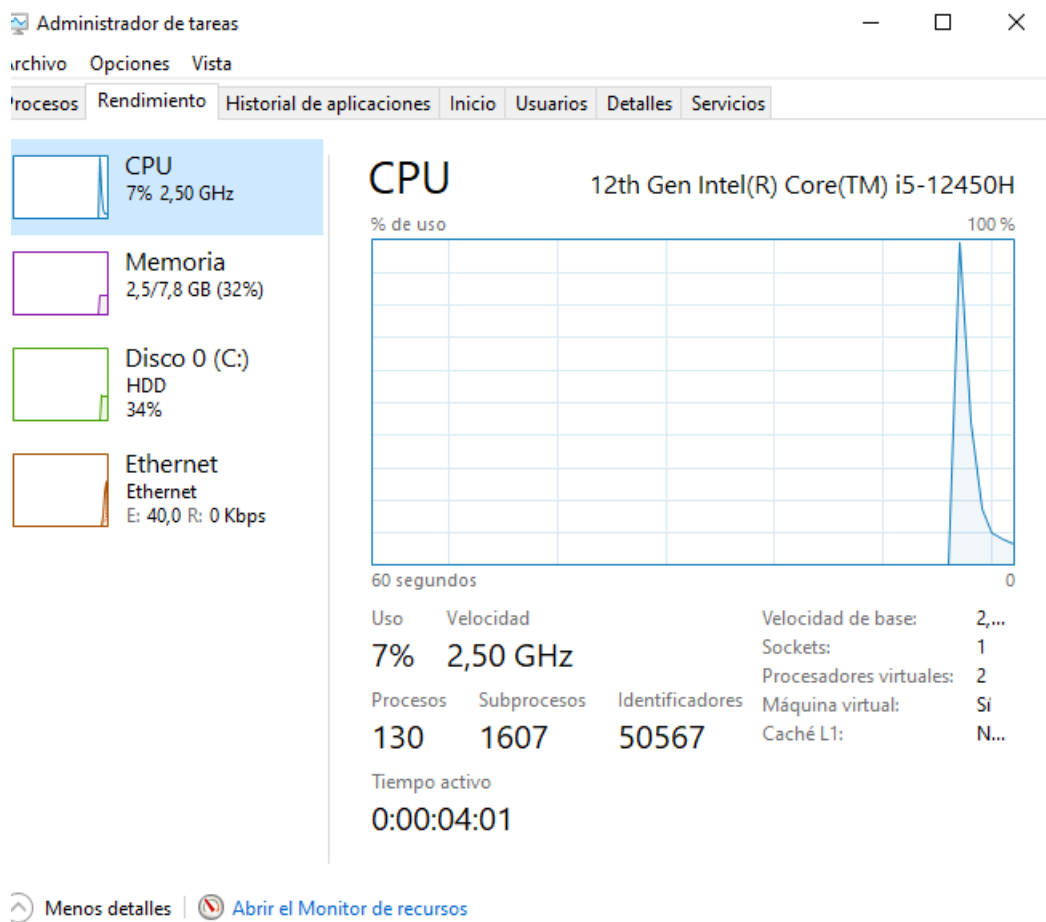 Administrador de tareas
Archivo Opciones Vista
Procesos Rendimiento Historial de aplicaciones Inicio Usuarios Detalles Servicios
CPU
7% 2,50 GHz
Memoria
2,5/7,8 GB (32%)
Disco 0 (C:)
HDD
34%
Ethernet
Ethernet
E: 40,0 R: 0 Kbps
CPU 12th Gen Intel(R) Core(TM) i5-12450H
% de uso 100 %
60 segundos 0
Uso Velocidad
7% 2,50 GHz
Procesos Subprocesos Identificadores
130 1607 50567
Tiempo activo
0:00:04:01
Velocidad de base: 2,...
Sockets: 1
Procesadores virtuales: 2
Máquina virtual: Sí
Caché L1: N...
Menos detalles Abrir el Monitor de recursos